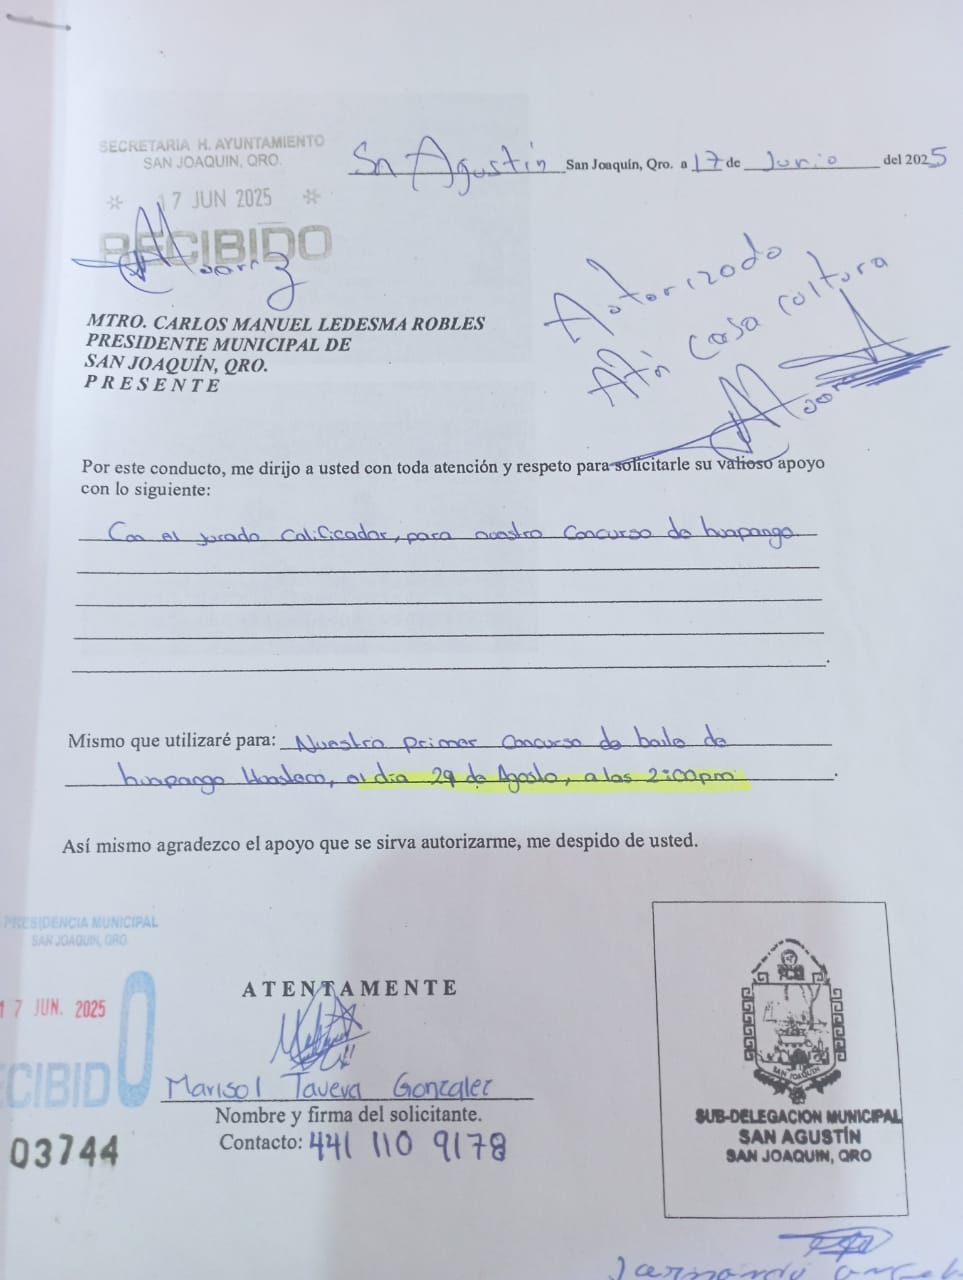 SECRETARIA H. AYUNTAMIENTO
SAN JOAQUIN, QRO.
17 JUN 2025
RECIBIDO
Sn Agustín San Joaquín, Qro. a 17 de Junio del 2025
Autorizado
Atn casa cultura
MTRO. CARLOS MANUEL LEDESMA ROBLES
PRESIDENTE MUNICIPAL DE
SAN JOAQUÍN, QRO.
P R E S E N T E
Por este conducto, me dirijo a usted con toda atención y respeto para solicitarle su valioso apoyo
con lo siguiente:
Con el jurado calificador, para nuestro Concurso de huapango
Mismo que utilizaré para: Nuestro primer Concurso de baile de
huapango Huasteco, el día 29 de Agosto, a las 2:00pm.
Así mismo agradezco el apoyo que se sirva autorizarme, me despido de usted.
PRESIDENCIA MUNICIPAL
SAN JOAQUIN, QRO
17 JUN. 2025
ECIBIDO
03744
A T E N T A M E N T E
Marisol Gonzalez
Nombre y firma del solicitante.
Contacto: 441 110 9178
SAN JOAQUIN
SUB-DELEGACION MUNICIPAL
SAN AGUSTÍN
SAN JOAQUIN, QRO